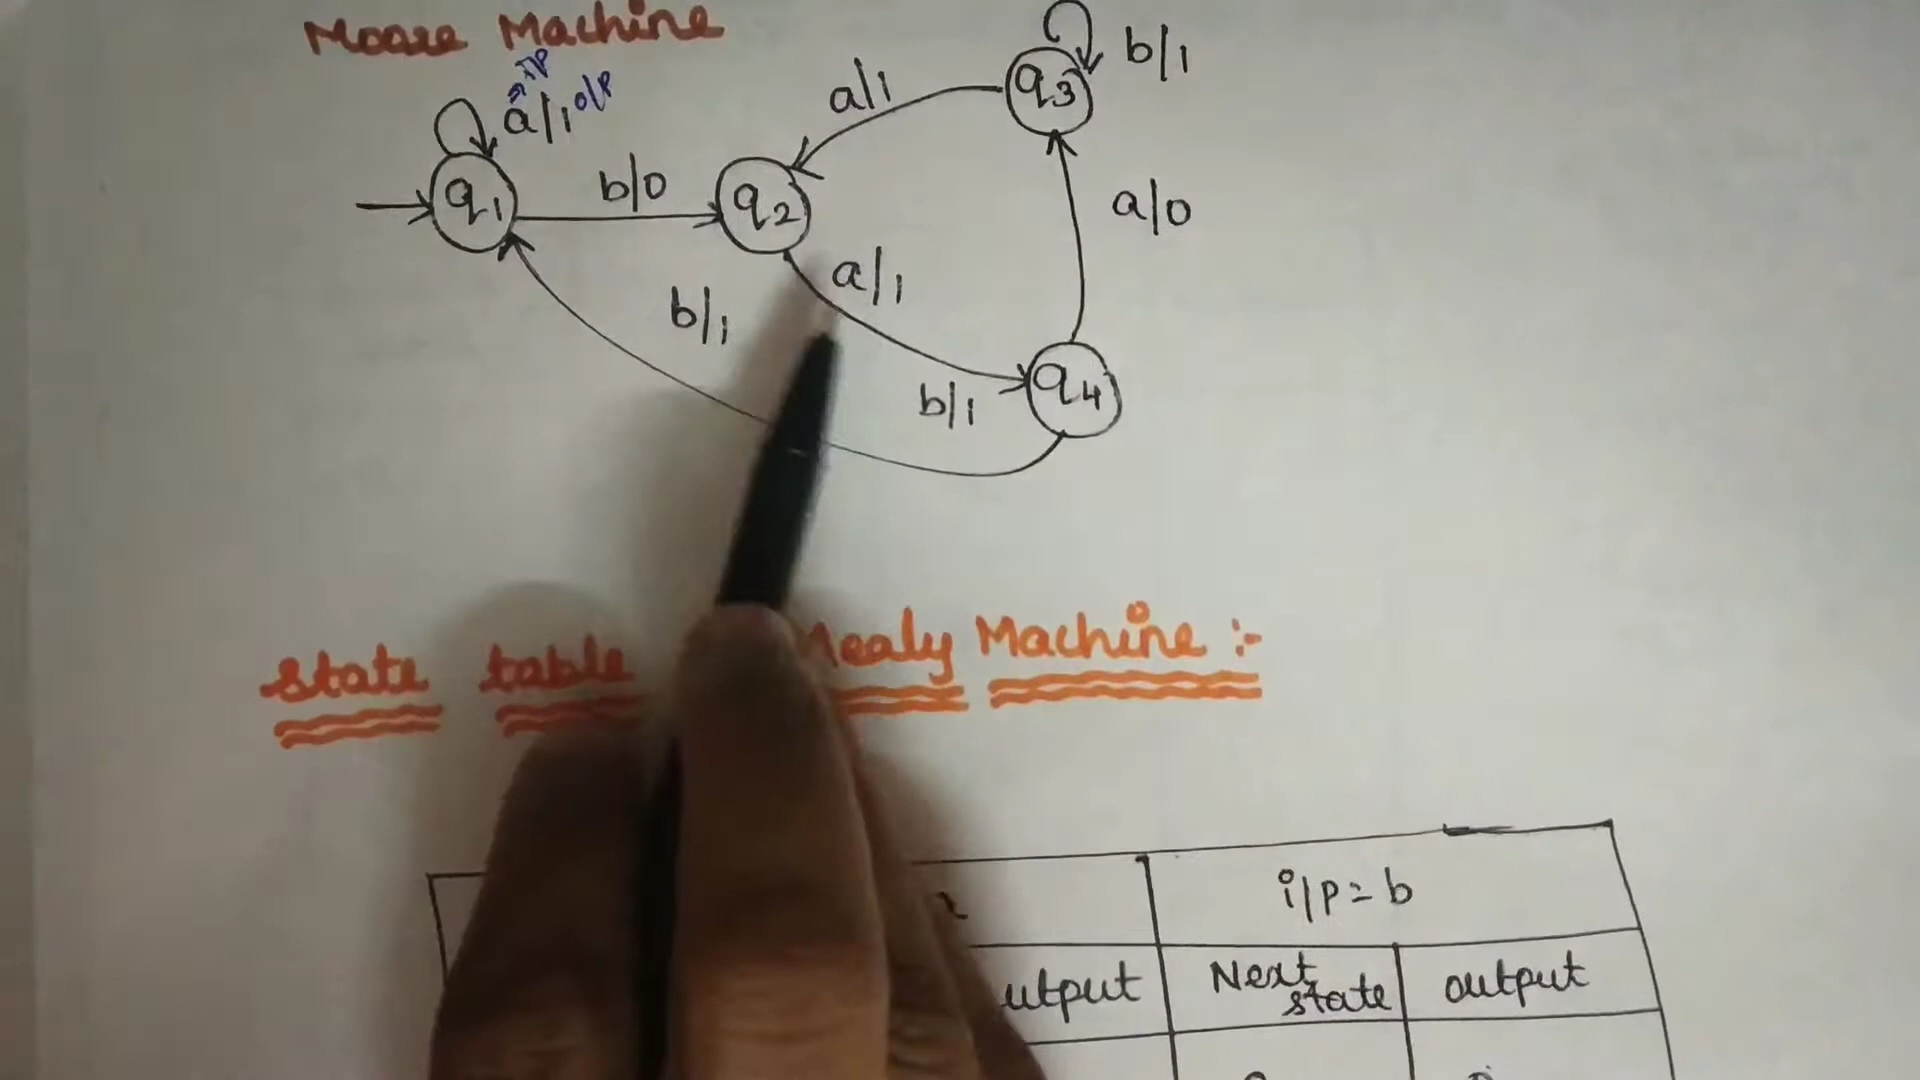 Moore Machine
b/1
i/p
a/1 o/p
a/1
q3
q1
b/0
q2
a/0
a/1
b/1
q4
b/1
state table Mealy Machine :-
i/p = b
Next state
output